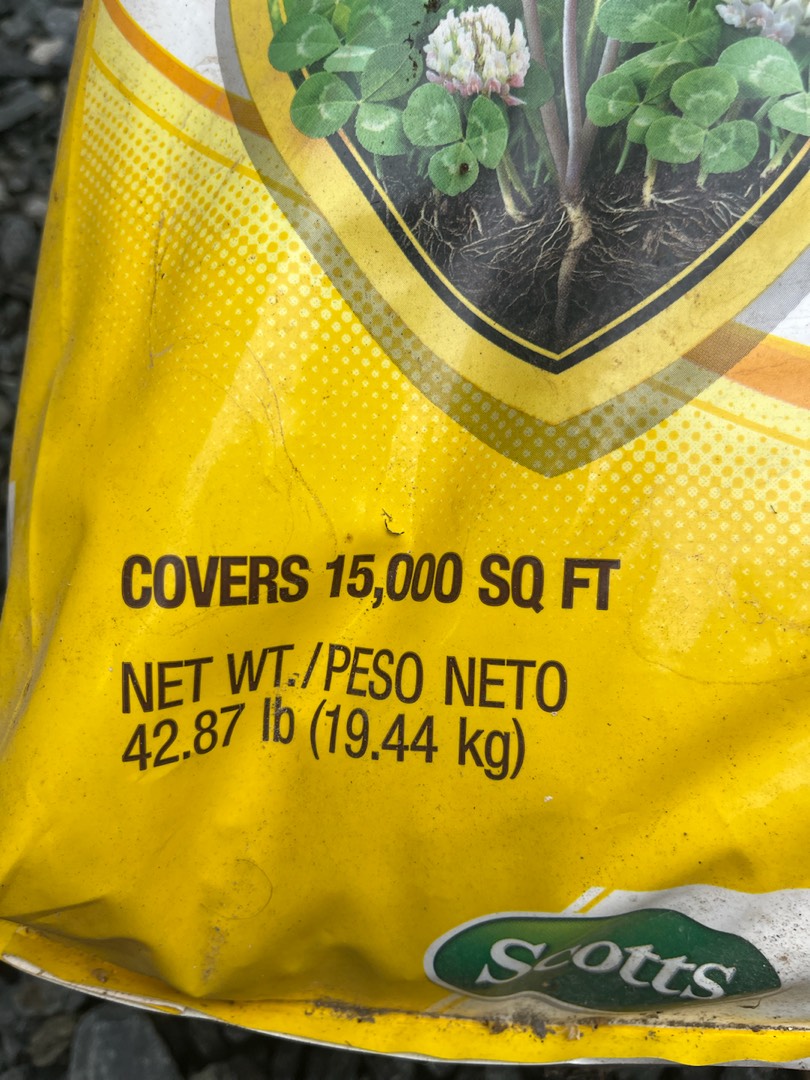 COVERS 15,000 SQ FT
NET WT./PESO NETO
42.87 lb (19.44 kg)
Scotts